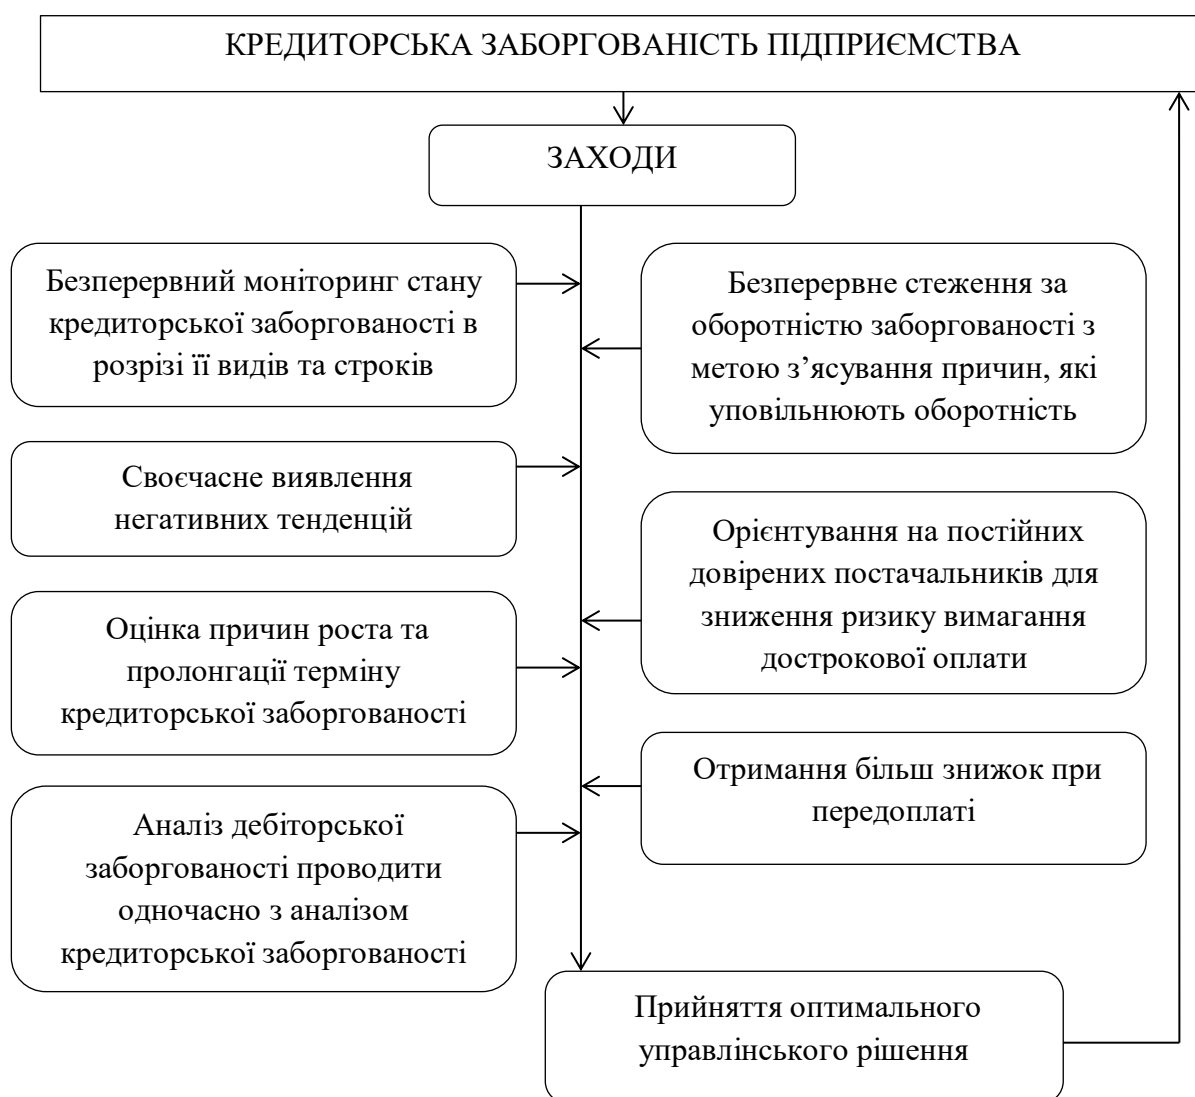 КРЕДИТОРСЬКА ЗАБОРГОВАНІСТЬ ПІДПРИЄМСТВА
ЗАХОДИ
Безперервний моніторинг стану
кредиторської заборгованості в
розрізі її видів та строків
Безперервне стеження за
оборотністю заборгованості з
метою з’ясування причин, які
уповільнюють оборотність
Своєчасне виявлення
негативних тенденцій
Орієнтування на постійних
довірених постачальників для
зниження ризику вимагання
дострокової оплати
Оцінка причин роста та
пролонгації терміну
кредиторської заборгованості
Отримання більш знижок при
передоплаті
Аналіз дебіторської
заборгованості проводити
одночасно з аналізом
кредиторської заборгованості
Прийняття оптимального
управлінського рішення